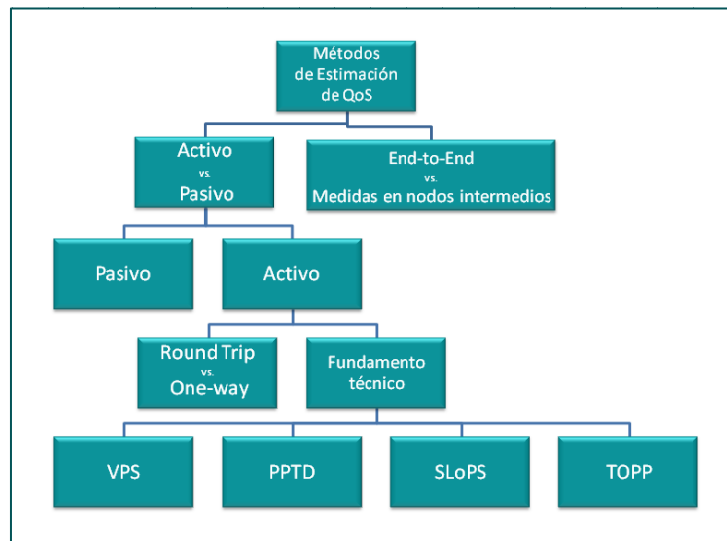 Métodos
de Estimación
de QoS
Activo
vs.
Pasivo
End-to-End
vs.
Medidas en nodos intermedios
Pasivo
Activo
Round Trip
vs.
One-way
Fundamento
técnico
VPS
PPTD
SLoPS
TOPP